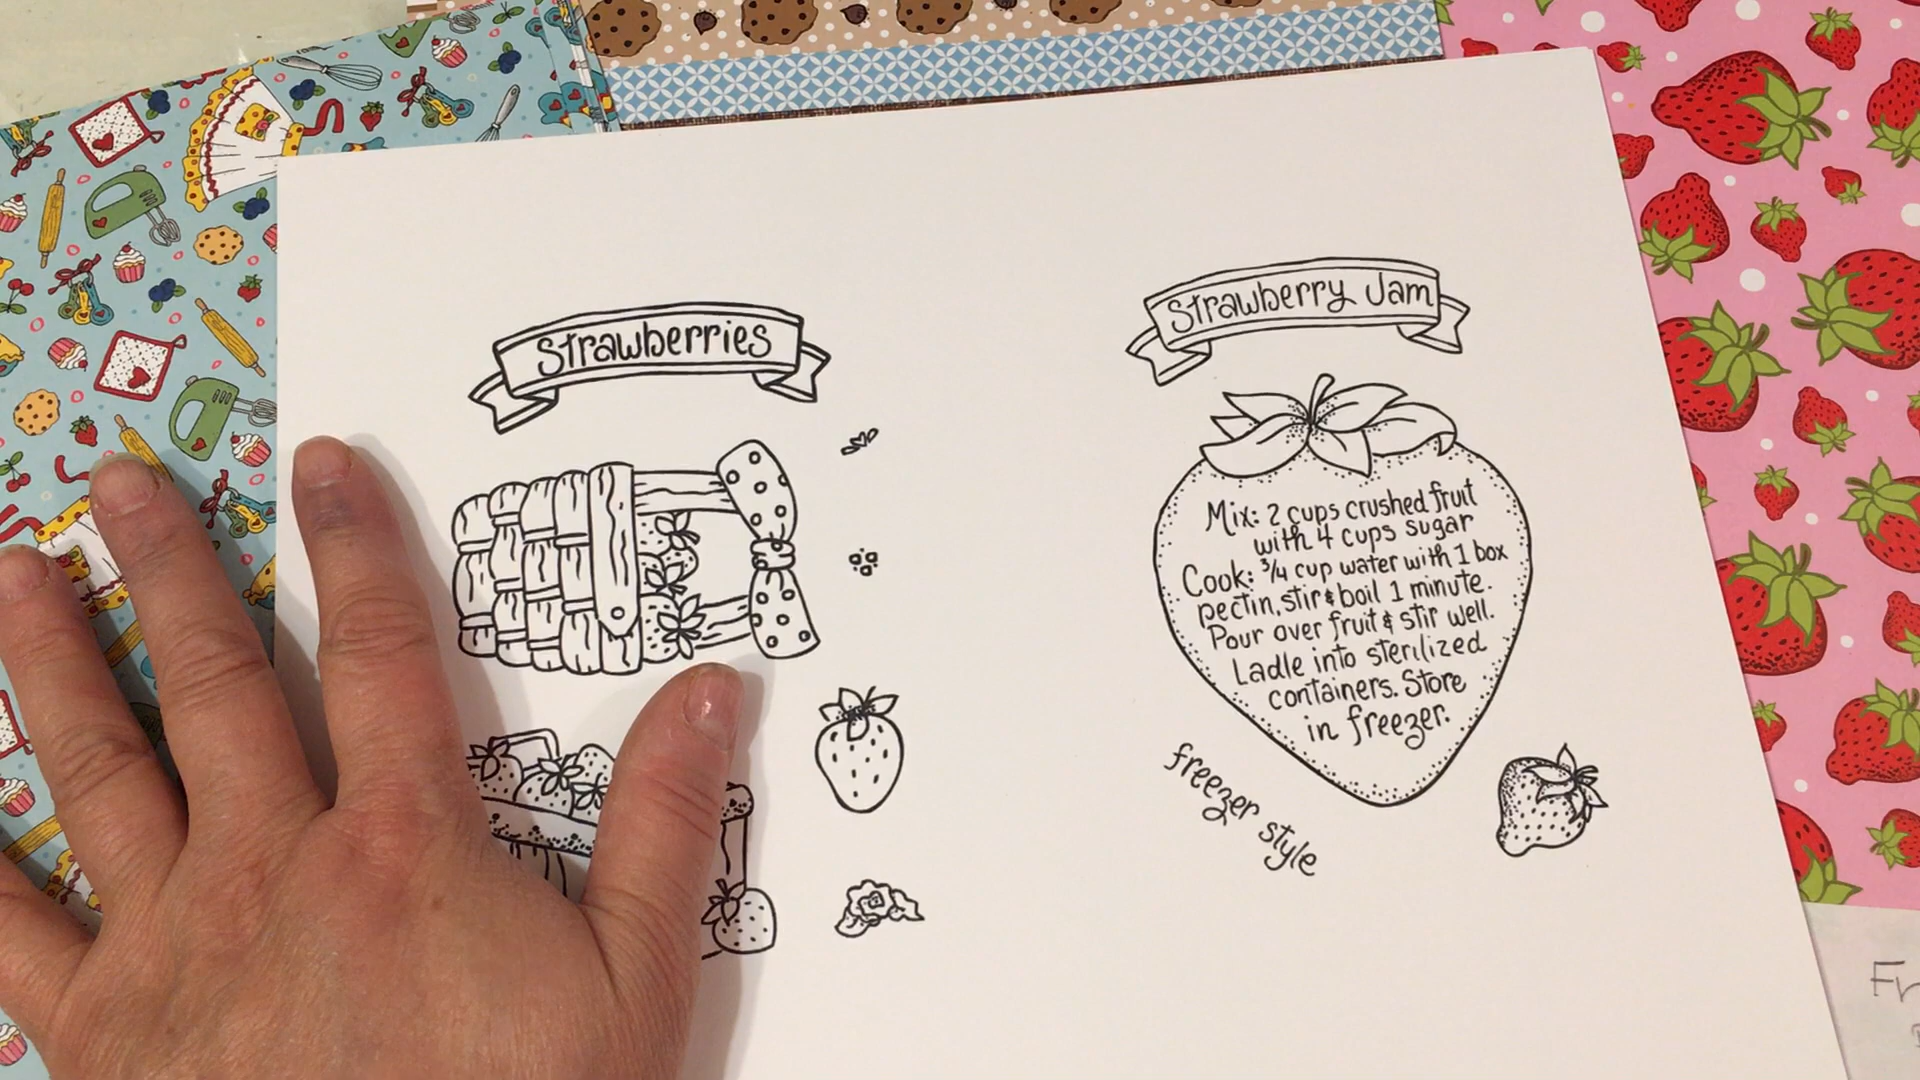 Strawberries
Strawberry Jam
Mix: 2 cups crushed fruit
with 4 cups sugar
Cook: 3/4 cup water with 1 box
pectin, stir & boil 1 minute.
Pour over fruit & stir well.
Ladle into sterilized
containers. Store
in freezer.
freezer style
Fr